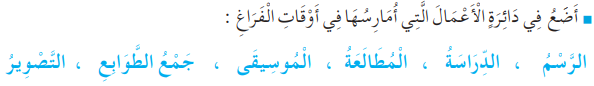 ▪ أَضَعُ فِي دَائِرَةٍ الْأَعْمَالَ الَّتِي أُمَارِسُهَا فِي أَوْقَاتِ الْفَرَاغِ :
الرَّسْمُ ، الدِّرَاسَةُ ، الْمُطَالَعَةُ ، الْمُوسِيقَى ، جَمْعُ الطَّوَابِعِ ، التَّصْوِيرُ